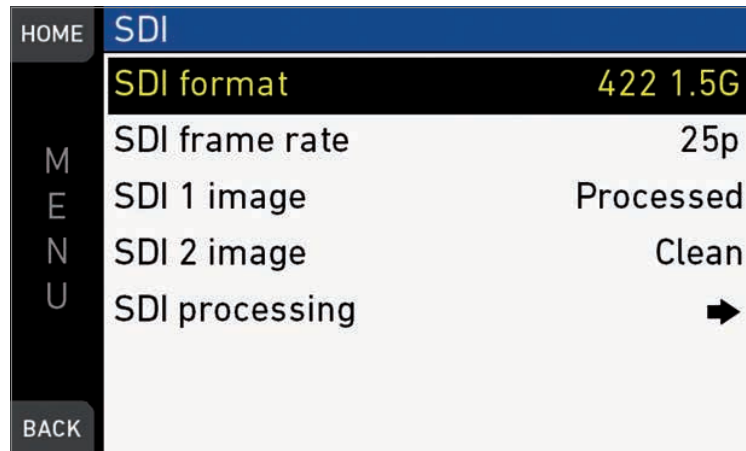 HOME
SDI
SDI format 422 1.5G
SDI frame rate 25p
SDI 1 image Processed
SDI 2 image Clean
SDI processing
MENU
BACK